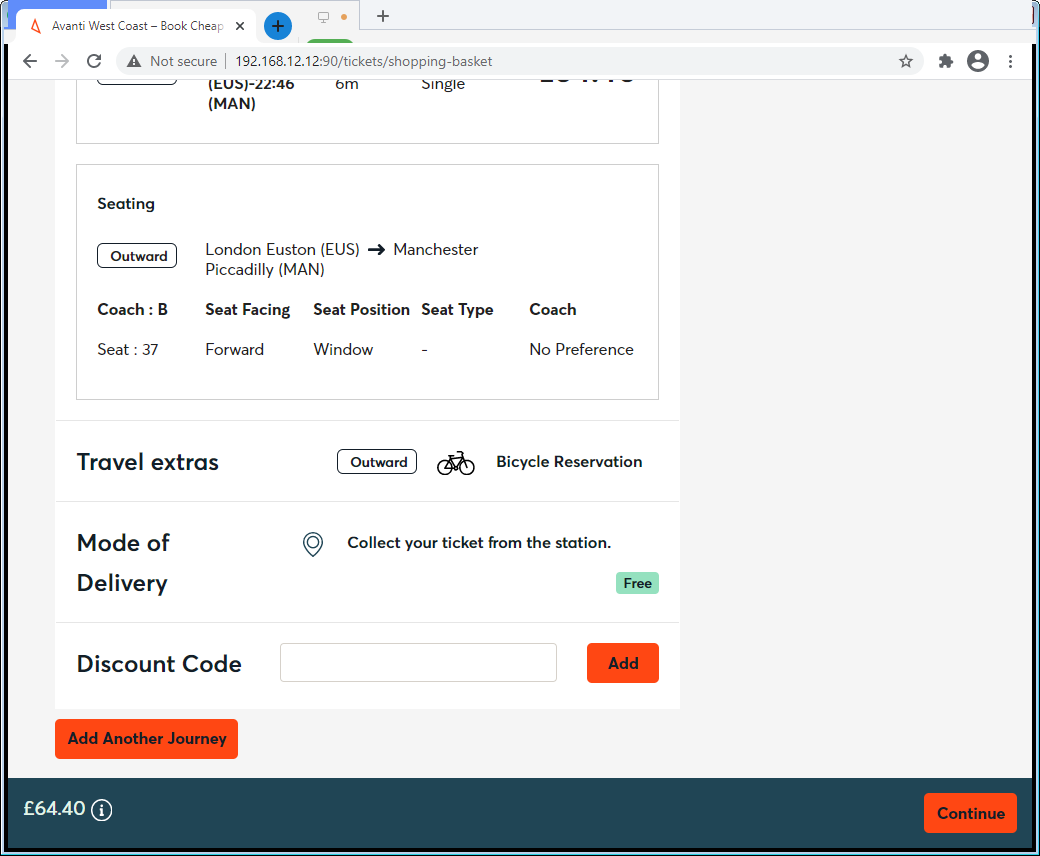 Avanti West Coast – Book Cheap
Not secure
192.168.12.12:90/tickets/shopping-basket
(EUS)-22:46 6m Single
(MAN)
Seating
Outward London Euston (EUS) → Manchester
Piccadilly (MAN)
Coach : B Seat Facing Seat Position Seat Type Coach
Seat : 37 Forward Window - No Preference
Travel extras Outward Bicycle Reservation
Mode of
Delivery
Collect your ticket from the station.
Free
Discount Code Add
Add Another Journey
£64.40 Continue